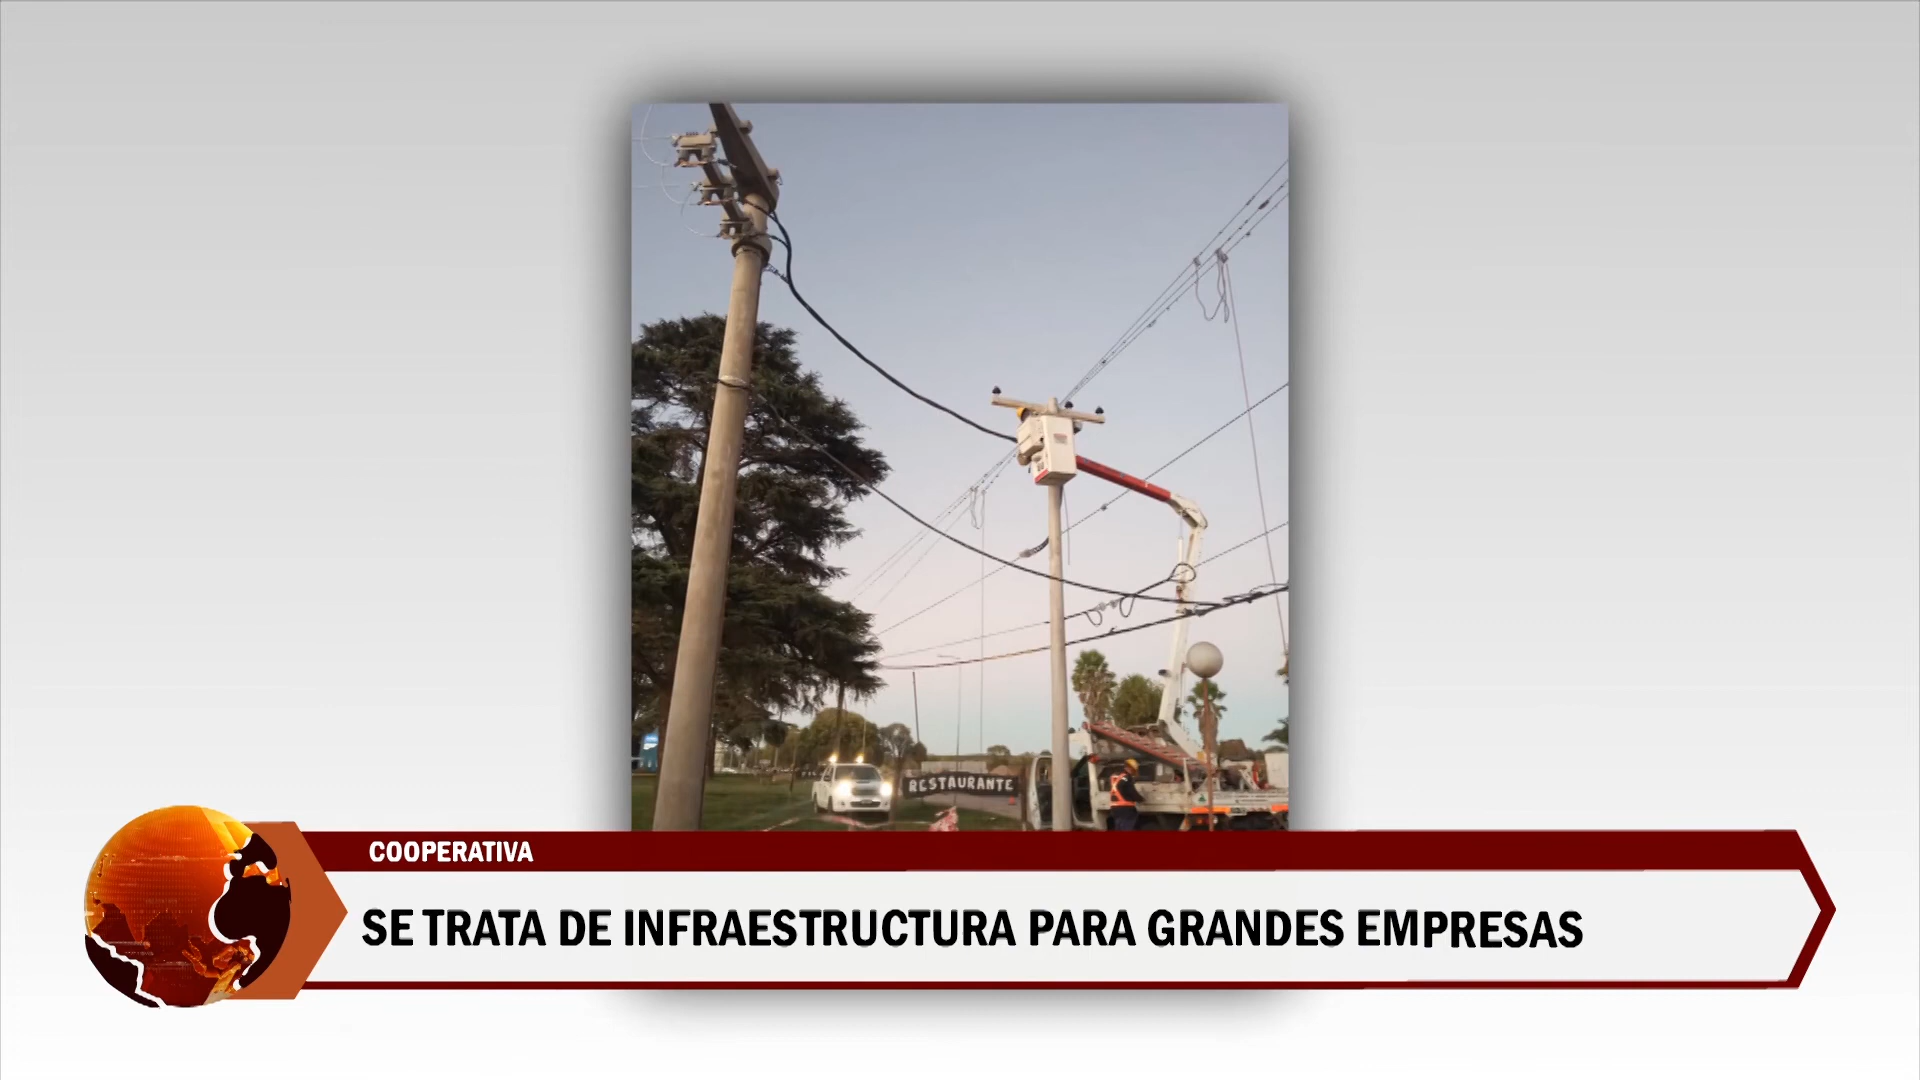 RESTAURANTE
COOPERATIVA
SE TRATA DE INFRAESTRUCTURA PARA GRANDES EMPRESAS